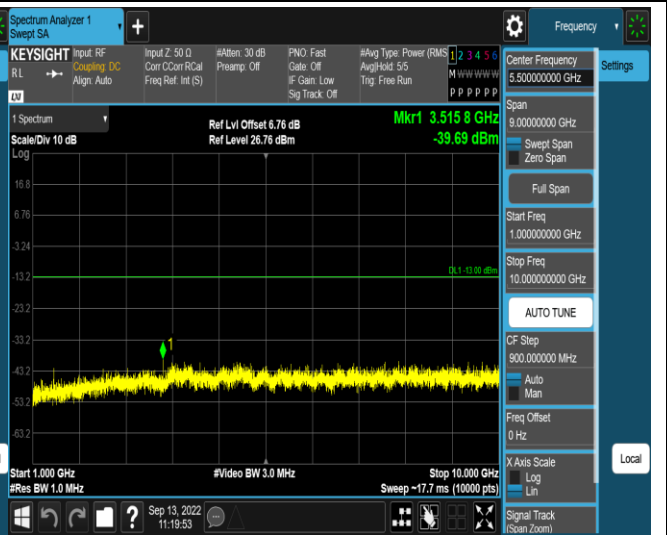 Spectrum Analyzer 1
Swept SA
+
Frequency
KEYSIGHT
RL
LXI
Input: RF
Coupling: DC
Align: Auto
Input Z: 50 Ω
Corr CCorr RCal
Freq Ref: Int (S)
#Atten: 30 dB
Preamp: Off
PNO: Fast
Gate: Off
IF Gain: Low
Sig Track: Off
#Avg Type: Power (RMS
Avg|Hold: 5/5
Trig: Free Run
1 2 3 4 5 6
M W W W W W
P P P P P P
Center Frequency
5.500000000 GHz
Settings
1 Spectrum
Scale/Div 10 dB
Ref Lvl Offset 6.76 dB
Ref Level 26.76 dBm
Mkr1 3.515 8 GHz
-39.69 dBm
Span
9.00000000 GHz
Swept Span
Zero Span
Full Span
Start Freq
1.000000000 GHz
Stop Freq
10.000000000 GHz
AUTO TUNE
CF Step
900.000000 MHz
Auto
Man
Freq Offset
0 Hz
X Axis Scale
Log
Lin
Signal Track
(Span Zoom)
Local
Log
16.8
6.76
-3.24
-13.2
DL1 -13.00 dBm
-23.2
-33.2
1
-43.2
-53.2
-63.2
Start 1.000 GHz
#Res BW 1.0 MHz
#Video BW 3.0 MHz
Stop 10.000 GHz
Sweep ~17.7 ms (10000 pts)
?
Sep 13, 2022
11:19:53